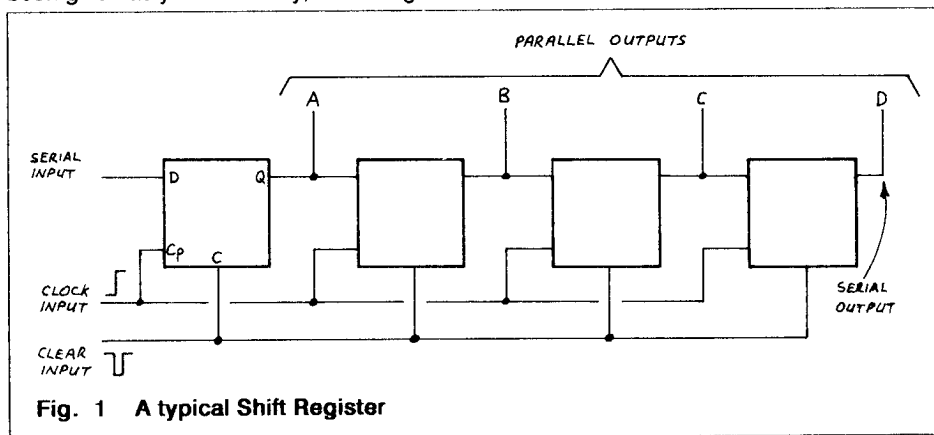 PARALLEL OUTPUTS
A B C D
SERIAL INPUT
D Q
CP
C
CLOCK INPUT
SERIAL OUTPUT
CLEAR INPUT
Fig. 1 A typical Shift Register